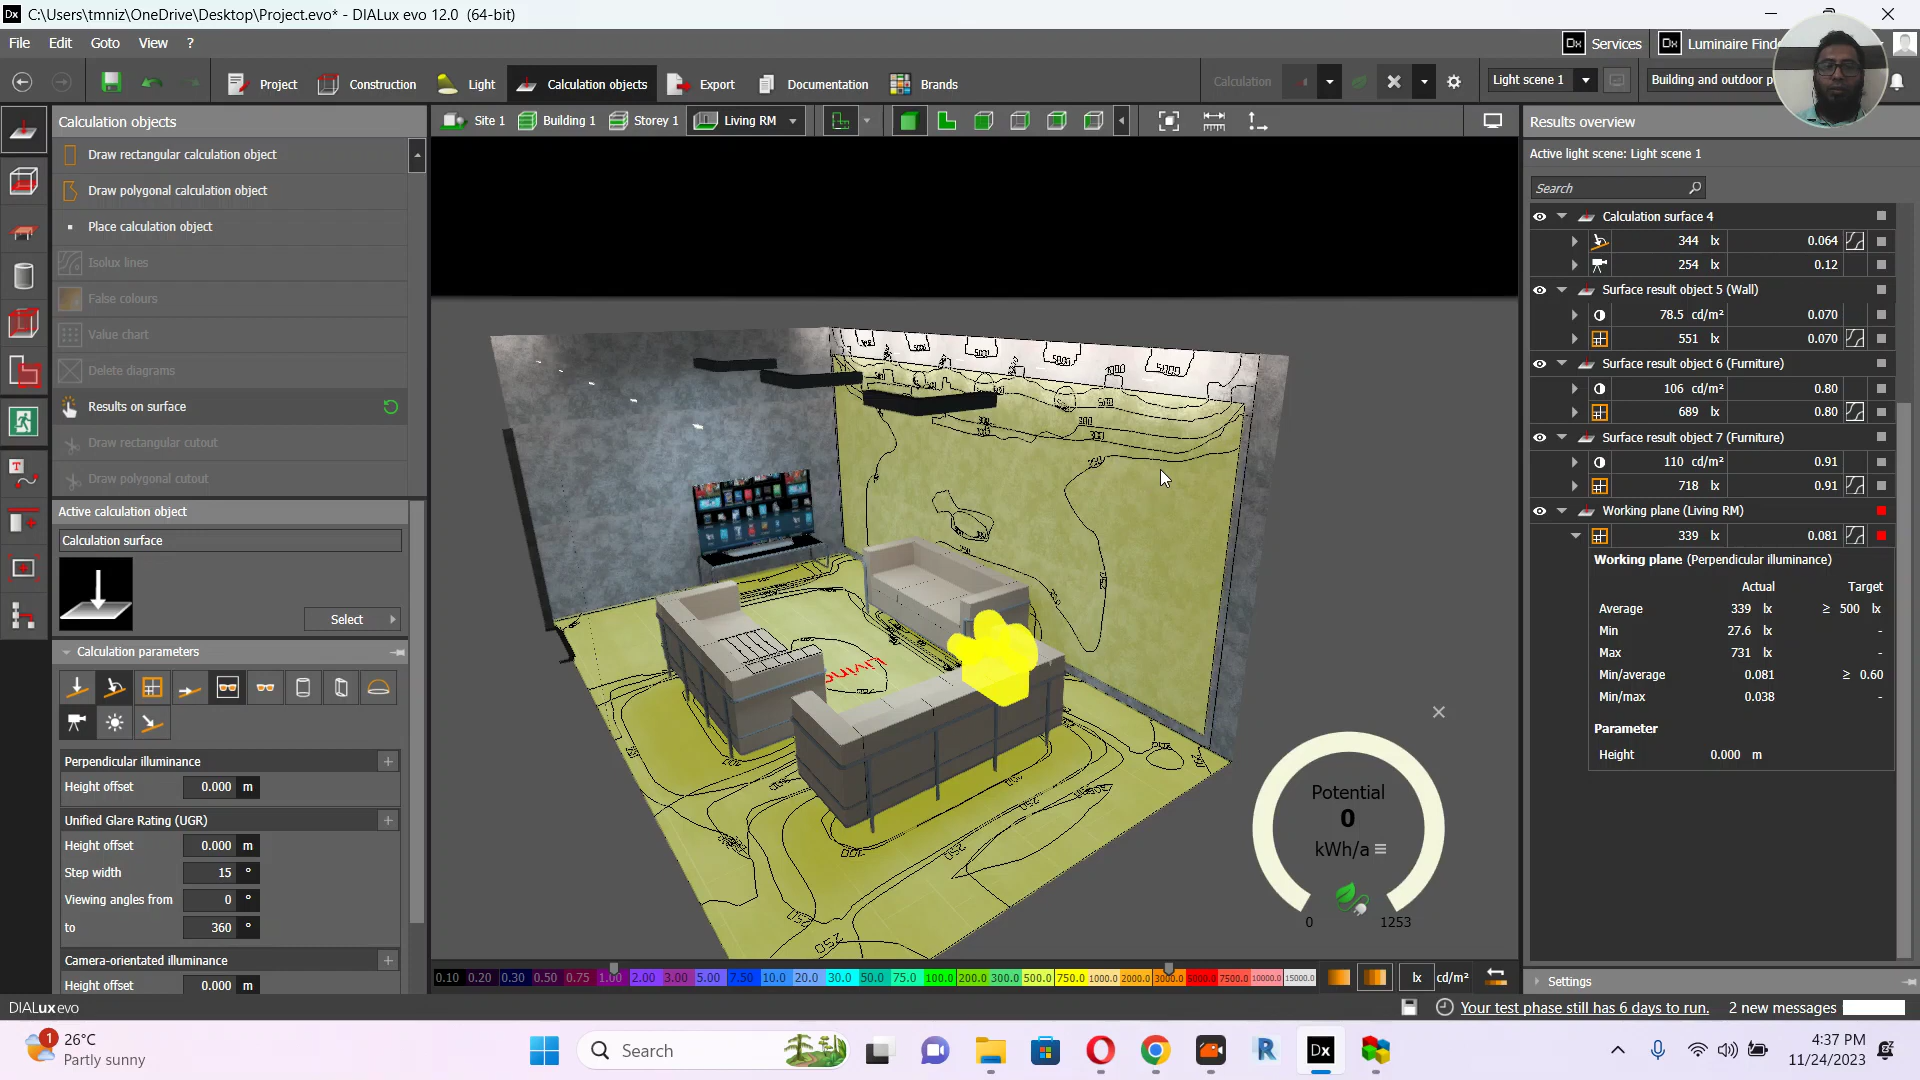 C:\Users\tmniz\OneDrive\Desktop\Project.evo* - DIALux evo 12.0 (64-bit)
File Edit Goto View ?
Services
Luminaire Finde
Project
Construction
Light
Calculation objects
Export
Documentation
Brands
Calculation
Light scene 1
Building and outdoor p
Calculation objects
Site 1 Building 1 Storey 1 Living RM
Results overview
Draw rectangular calculation object
Draw polygonal calculation object
Place calculation object
Isolux lines
False colours
Value chart
Delete diagrams
Results on surface
Draw rectangular cutout
Draw polygonal cutout
Active calculation object
Calculation surface
Select
Calculation parameters
Perpendicular illuminance
Height offset 0.000 m
Unified Glare Rating (UGR)
Height offset 0.000 m
Step width 15 °
Viewing angles from 0 °
to 360 °
Camera-orientated illuminance
Height offset 0.000 m
Living
Potential
0
kWh/a
0 1253
0.10 0.20 0.30 0.50 0.75 1.00 2.00 3.00 5.00 7.50 10.0 20.0 30.0 50.0 75.0 100.0 200.0 300.0 500.0 750.0 1000.0 2000.0 3000.0 5000.0 7500.0 10000.0 15000.0
lx cd/m²
Active light scene: Light scene 1
Search
Calculation surface 4
344 lx 0.064
254 lx 0.12
Surface result object 5 (Wall)
78.5 cd/m² 0.070
551 lx 0.070
Surface result object 6 (Furniture)
106 cd/m² 0.80
689 lx 0.80
Surface result object 7 (Furniture)
110 cd/m² 0.91
718 lx 0.91
Working plane (Living RM)
339 lx 0.081
Working plane (Perpendicular illuminance)
Actual Target
Average 339 lx ≥ 500 lx
Min 27.6 lx -
Max 731 lx -
Min/average 0.081 ≥ 0.60
Min/max 0.038 -
Parameter
Height 0.000 m
Settings
DIALux evo
Your test phase still has 6 days to run.
2 new messages
1
26°C
Partly sunny
Search
4:37 PM
11/24/2023